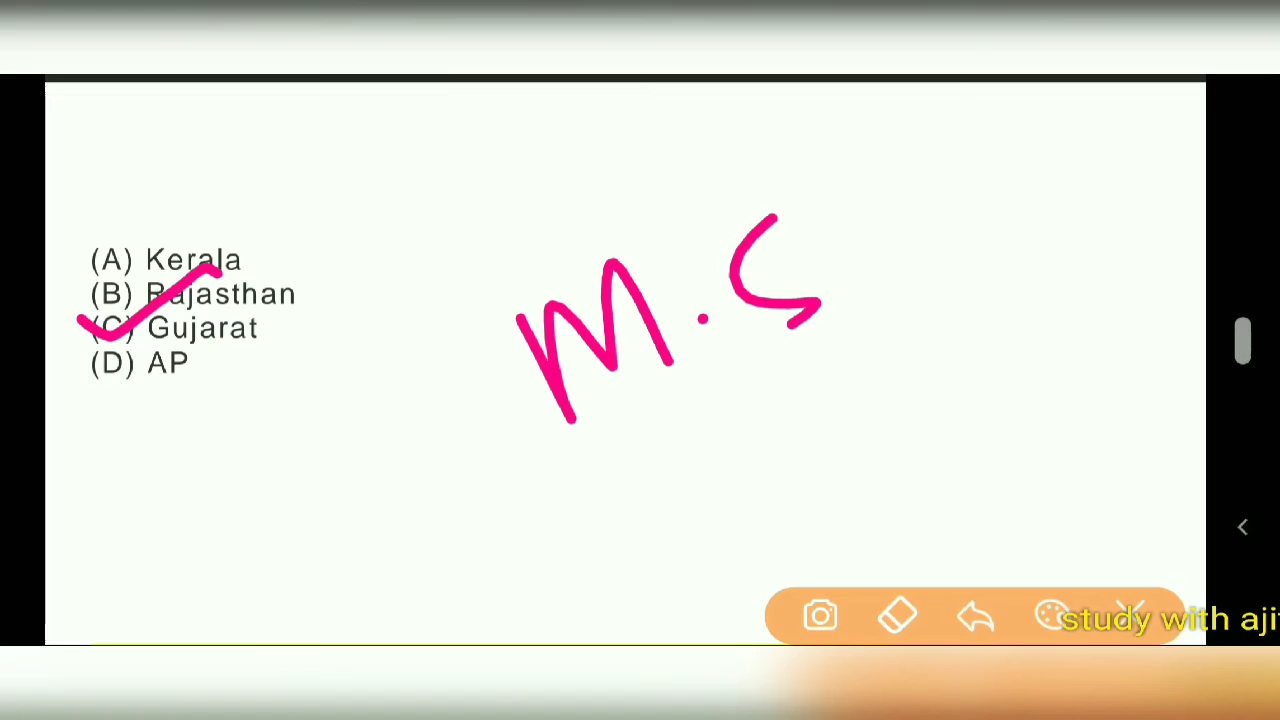 (A) Kerala
(B) Rajasthan
(C) Gujarat
(D) AP
M.S
study with aji